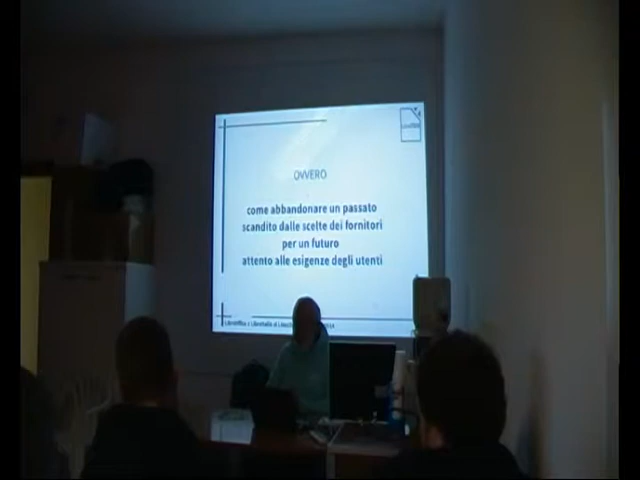 OVVERO
come abbandonare un passato
scandito dalle scelte dei fornitori
per un futuro
attento alle esigenze degli utenti